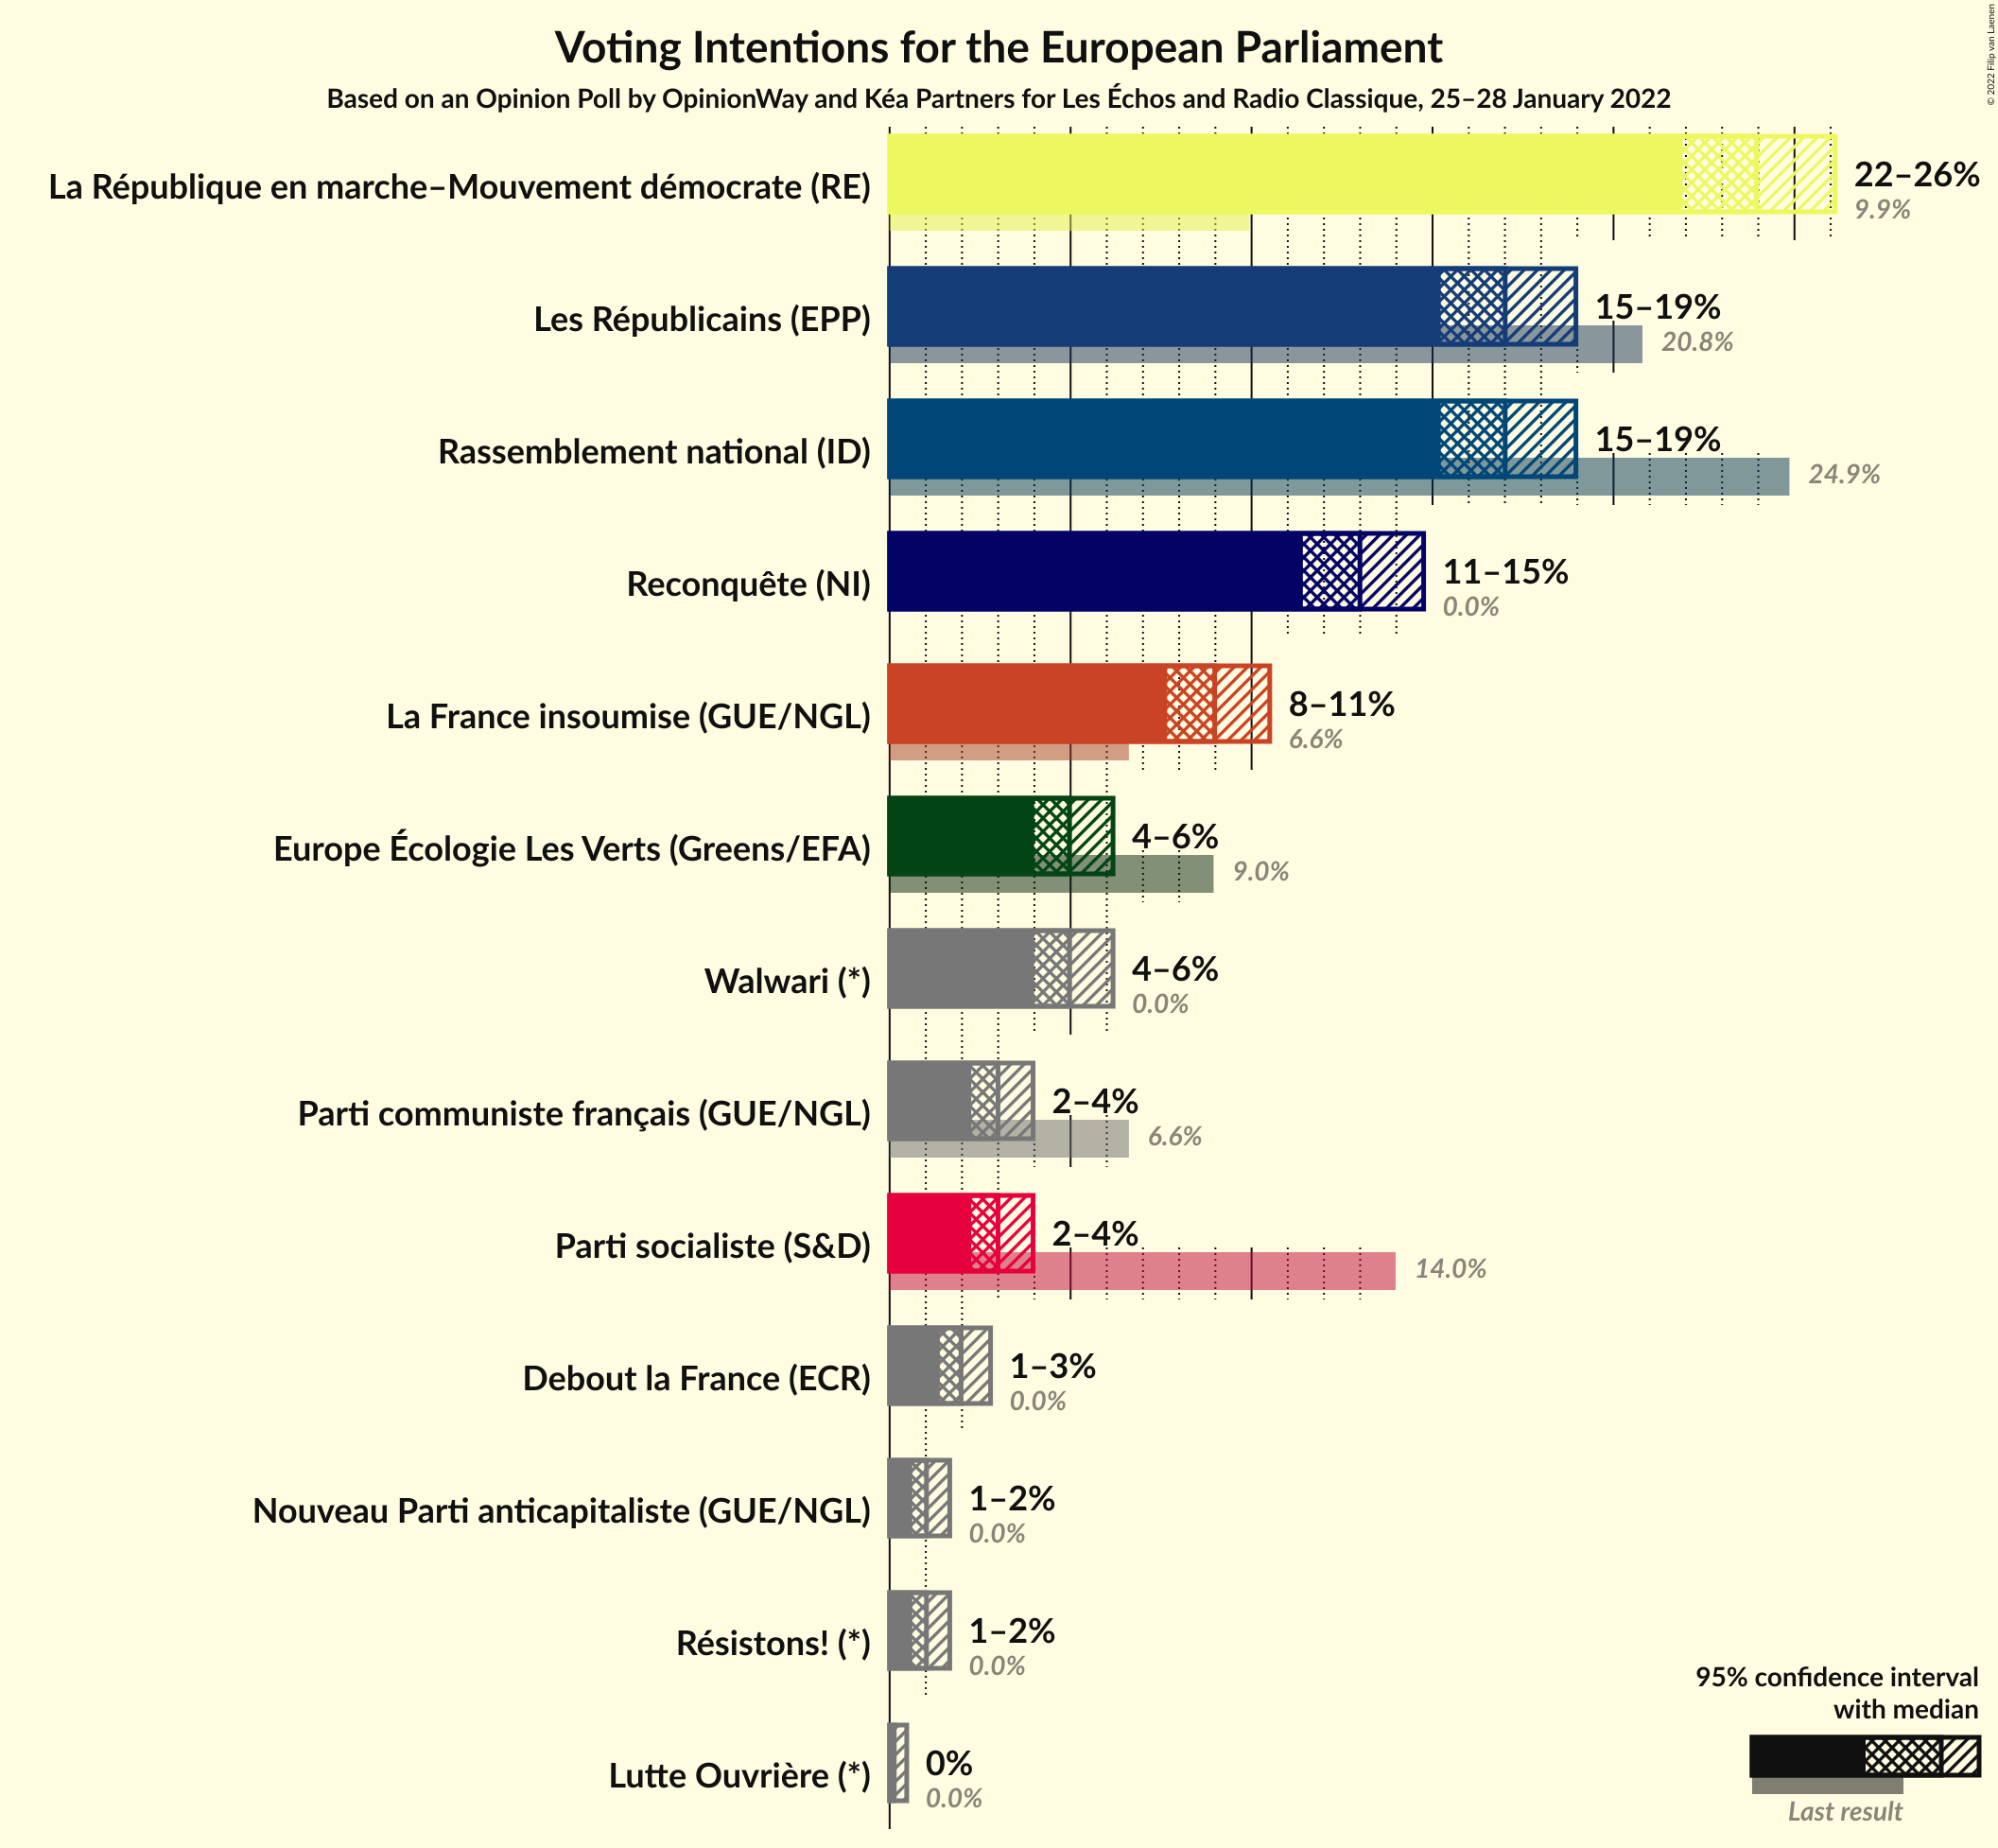 Voting Intentions for the European Parliament
Based on an Opinion Poll by OpinionWay and Kéa Partners for Les Échos and Radio Classique, 25–28 January 2022
© 2022 Filip van Laenen
La République en marche–Mouvement démocrate (RE)
22–26%
9.9%
Les Républicains (EPP)
15–19%
20.8%
Rassemblement national (ID)
15–19%
24.9%
Reconquête (NI)
11–15%
0.0%
La France insoumise (GUE/NGL)
8–11%
6.6%
Europe Écologie Les Verts (Greens/EFA)
4–6%
9.0%
Walwari (*)
4–6%
0.0%
Parti communiste français (GUE/NGL)
2–4%
6.6%
Parti socialiste (S&D)
2–4%
14.0%
Debout la France (ECR)
1–3%
0.0%
Nouveau Parti anticapitaliste (GUE/NGL)
1–2%
0.0%
Résistons! (*)
1–2%
0.0%
Lutte Ouvrière (*)
0%
0.0%
95% confidence interval
with median
Last result